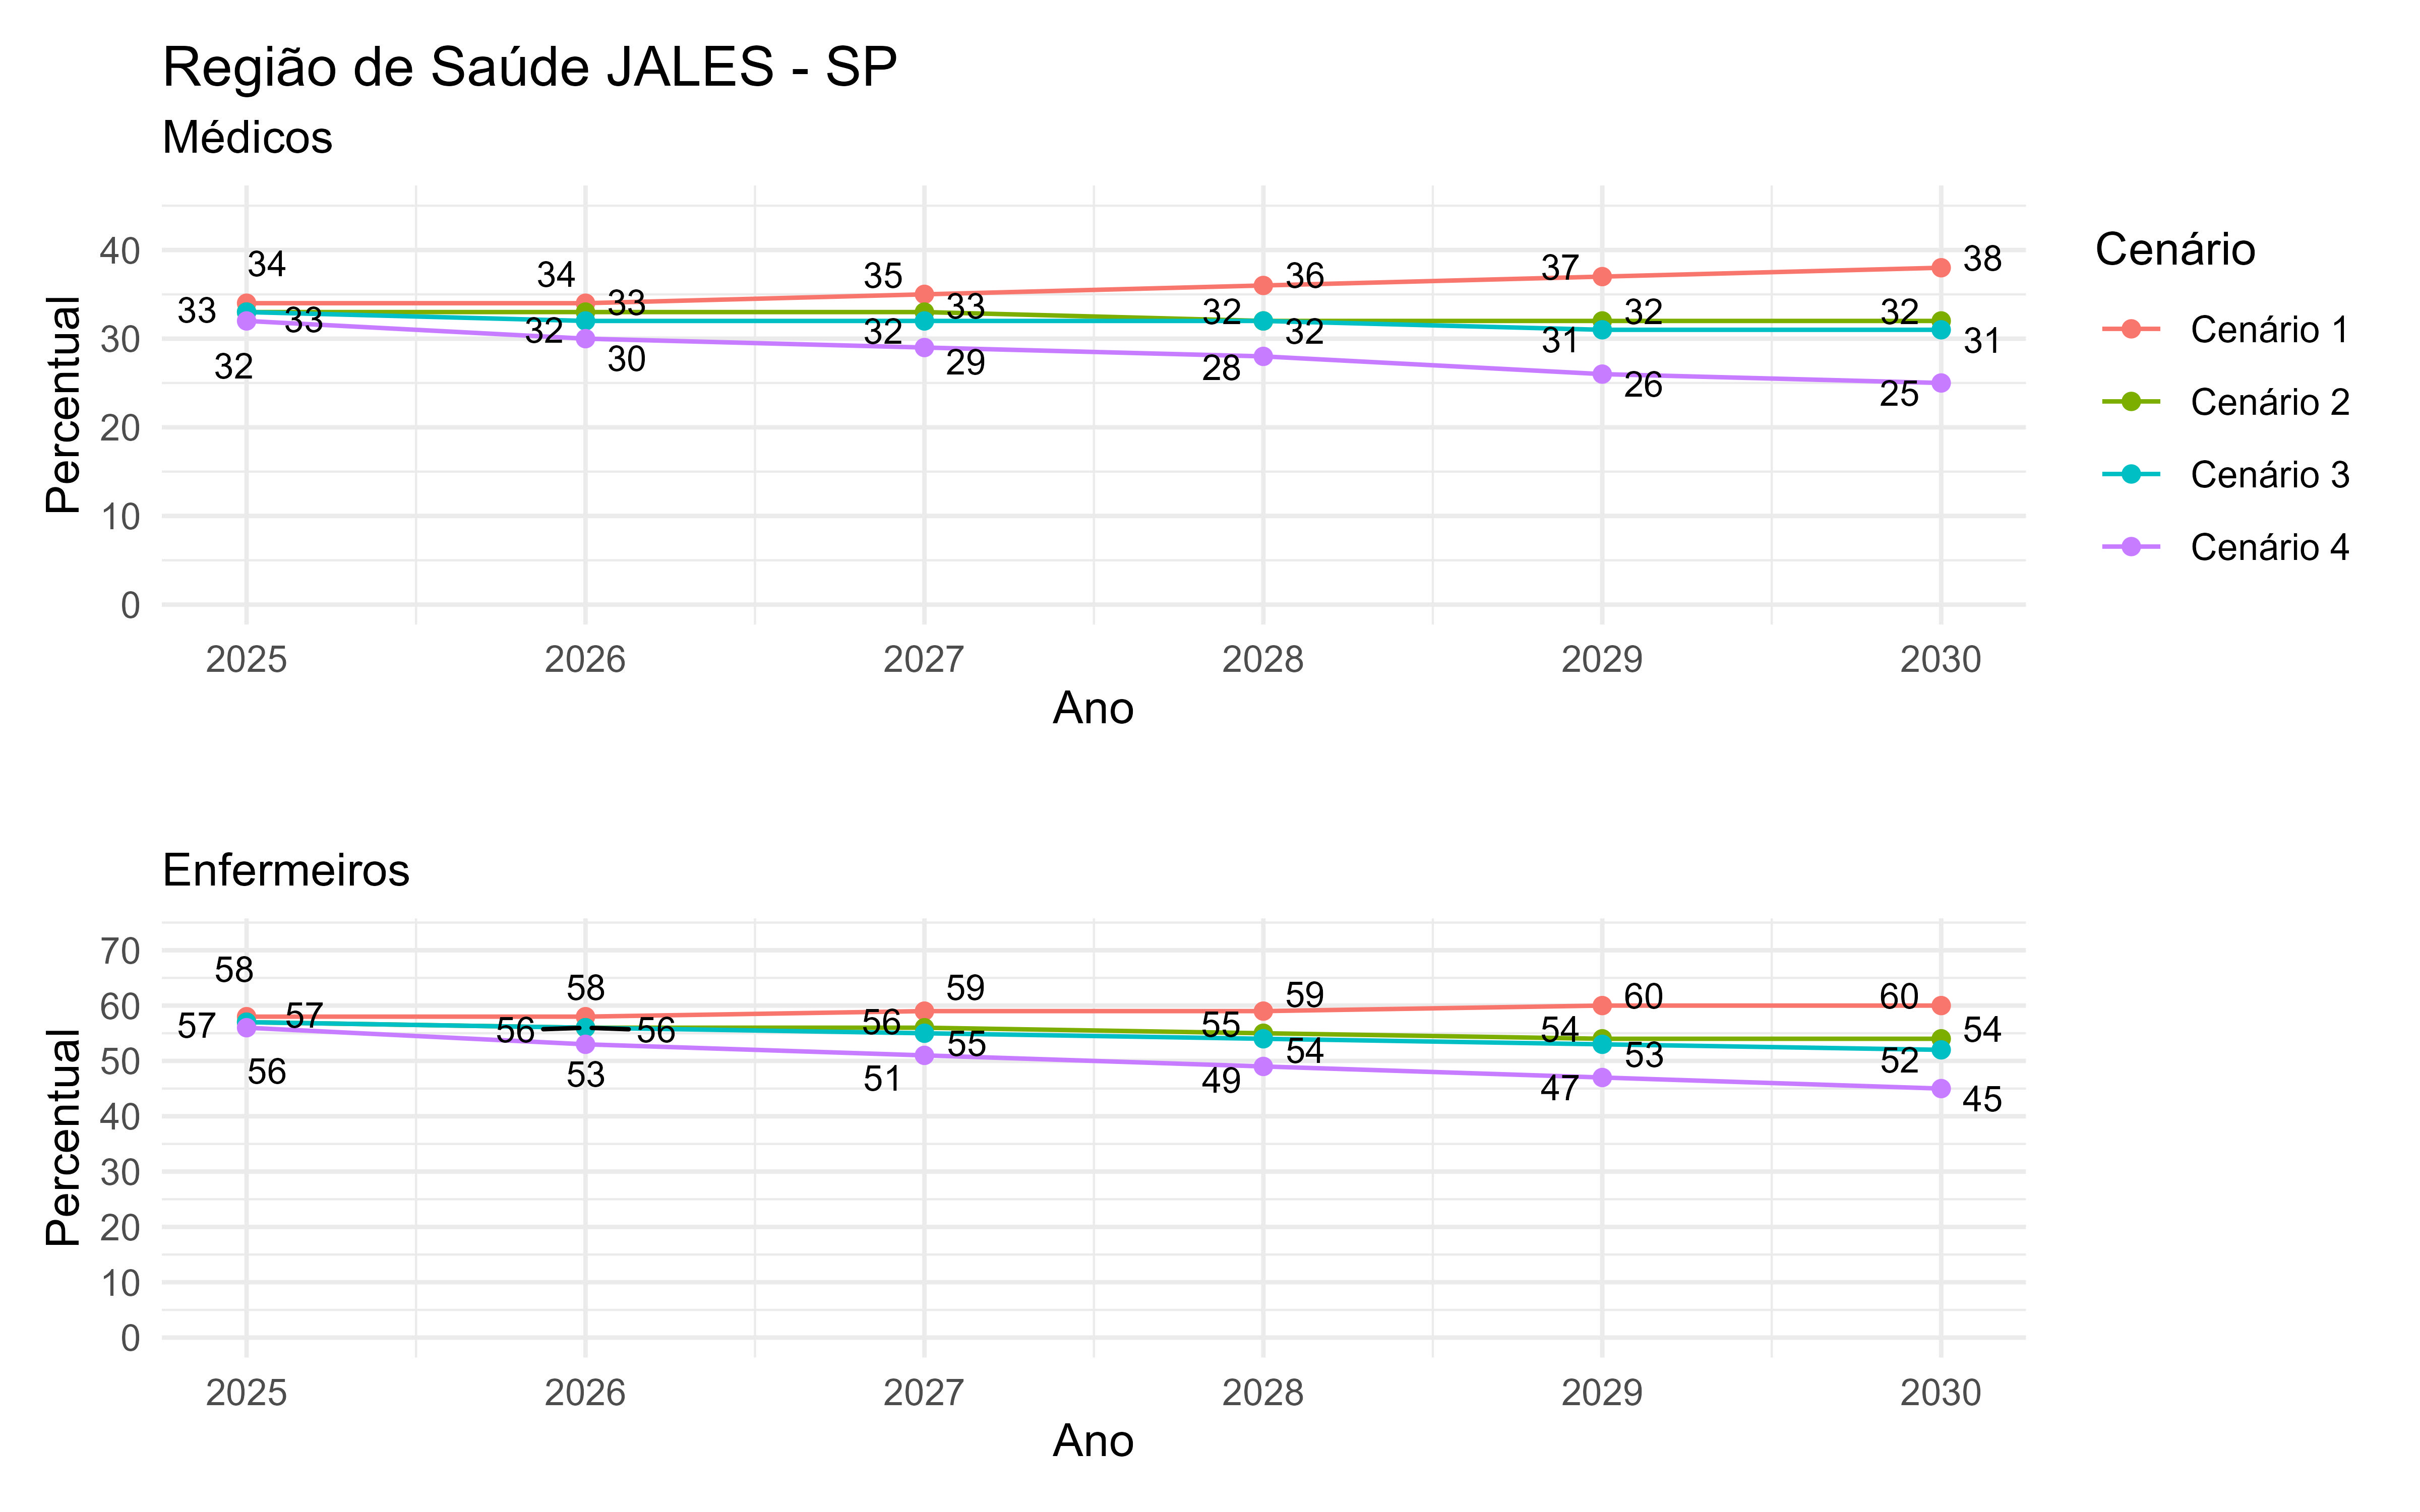 Região de Saúde JALES - SP
Médicos
Percentual
40
30
20
10
0
34 34 35 36 37 38
33 33 33 33 32 32 32
32 32 32 32 31 31
32 30 29 28 26 25
2025 2026 2027 2028 2029 2030
Ano
Cenário
Cenário 1
Cenário 2
Cenário 3
Cenário 4
Enfermeiros
Percentual
70
60
50
40
30
20
10
0
58 58 59 59 60 60
57 57 56 56 56 55 54 54
55 54 53 52
56 53 51 49 47 45
2025 2026 2027 2028 2029 2030
Ano